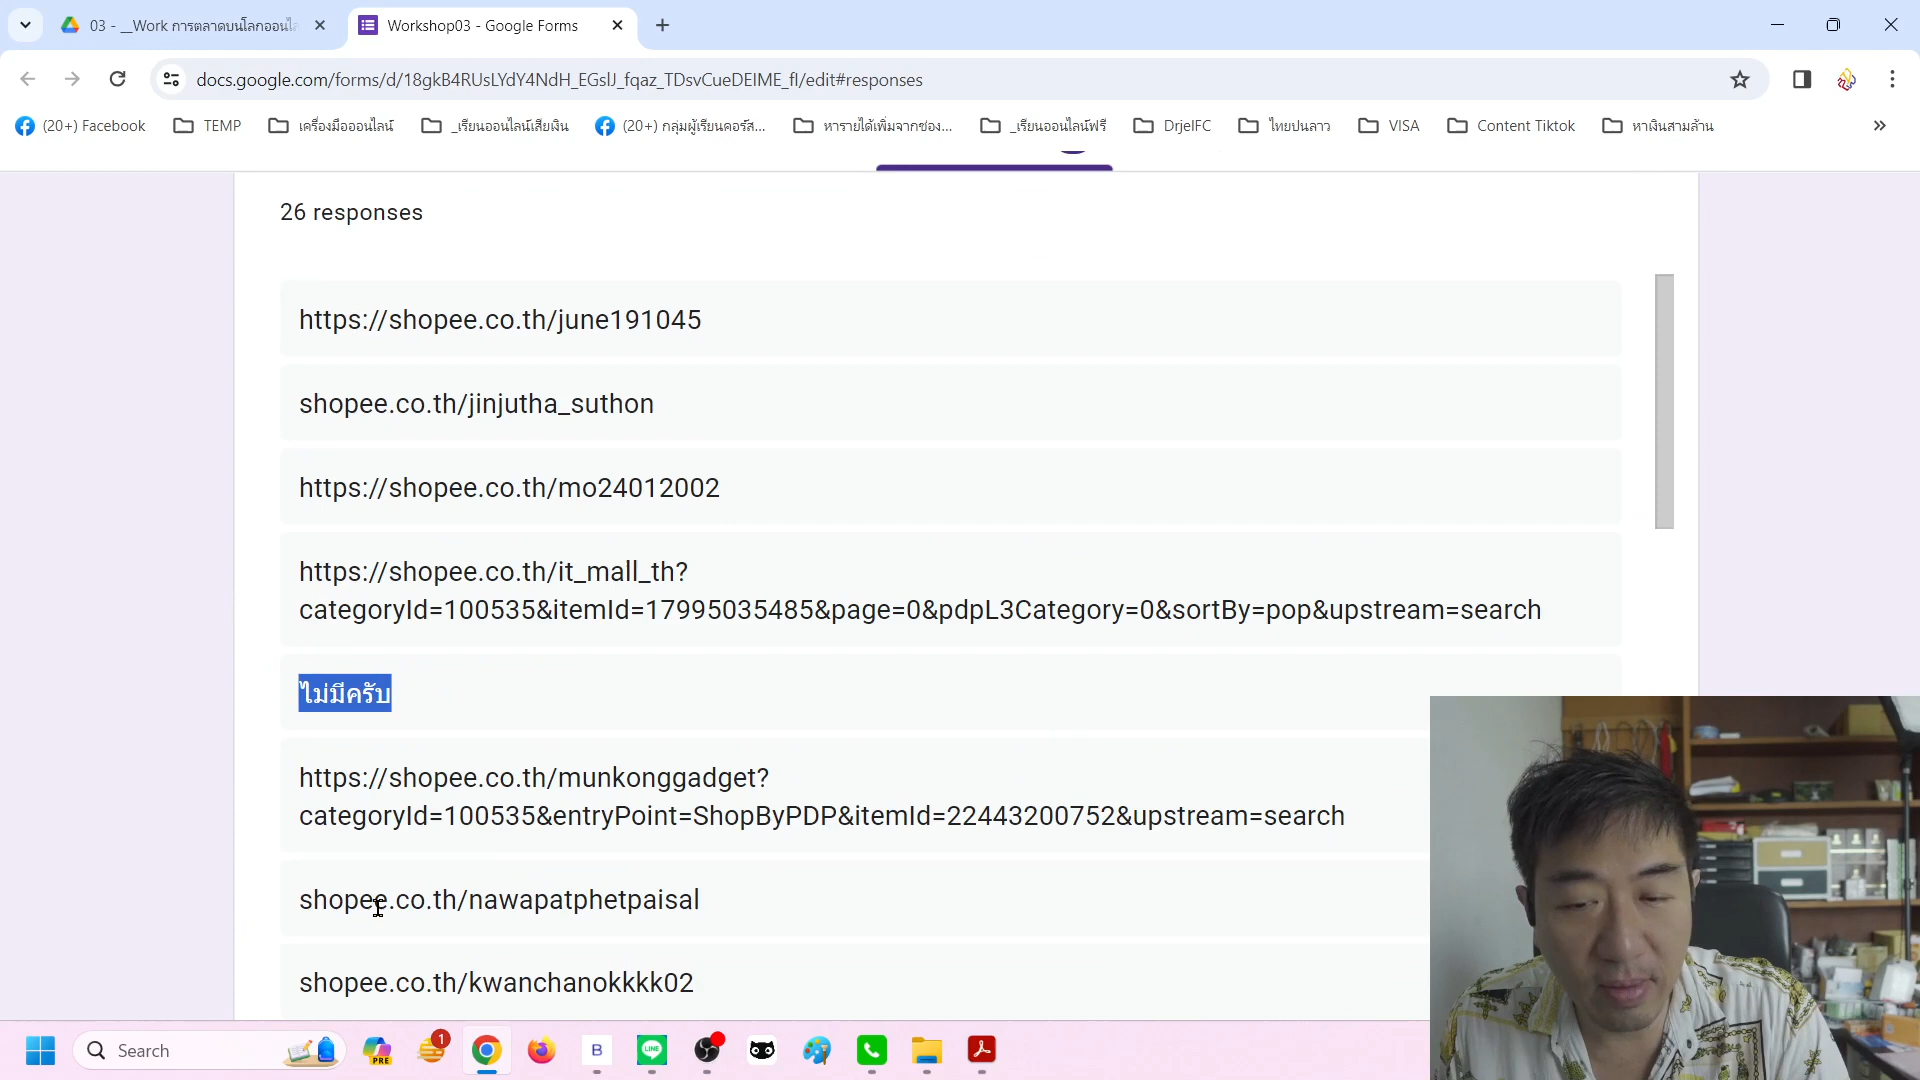 03 - __Work การตลาดบนโลกออนไล
Workshop03 - Google Forms
docs.google.com/forms/d/18gkB4RUsLYdY4NdH_EGslJ_fqaz_TDsvCueDEIME_fI/edit#responses
(20+) Facebook
TEMP
เครื่องมือออนไลน์
_เรียนออนไลน์เสียเงิน
(20+) กลุ่มผู้เรียนคอร์ส...
หารายได้เพิ่มจากช่อง...
_เรียนออนไลน์ฟรี
DrjelFC
ไทยปนลาว
VISA
Content Tiktok
หาเงินสามล้าน
26 responses
https://shopee.co.th/june191045
shopee.co.th/jinjutha_suthon
https://shopee.co.th/mo24012002
https://shopee.co.th/it_mall_th?
categoryId=100535&itemId=17995035485&page=0&pdpL3Category=0&sortBy=pop&upstream=search
ไม่มีครับ
https://shopee.co.th/munkonggadget?
categoryId=100535&entryPoint=ShopByPDP&itemId=22443200752&upstream=search
shopee.co.th/nawapatphetpaisal
shopee.co.th/kwanchanokkkk02
Search
PRE
1
B
LINE